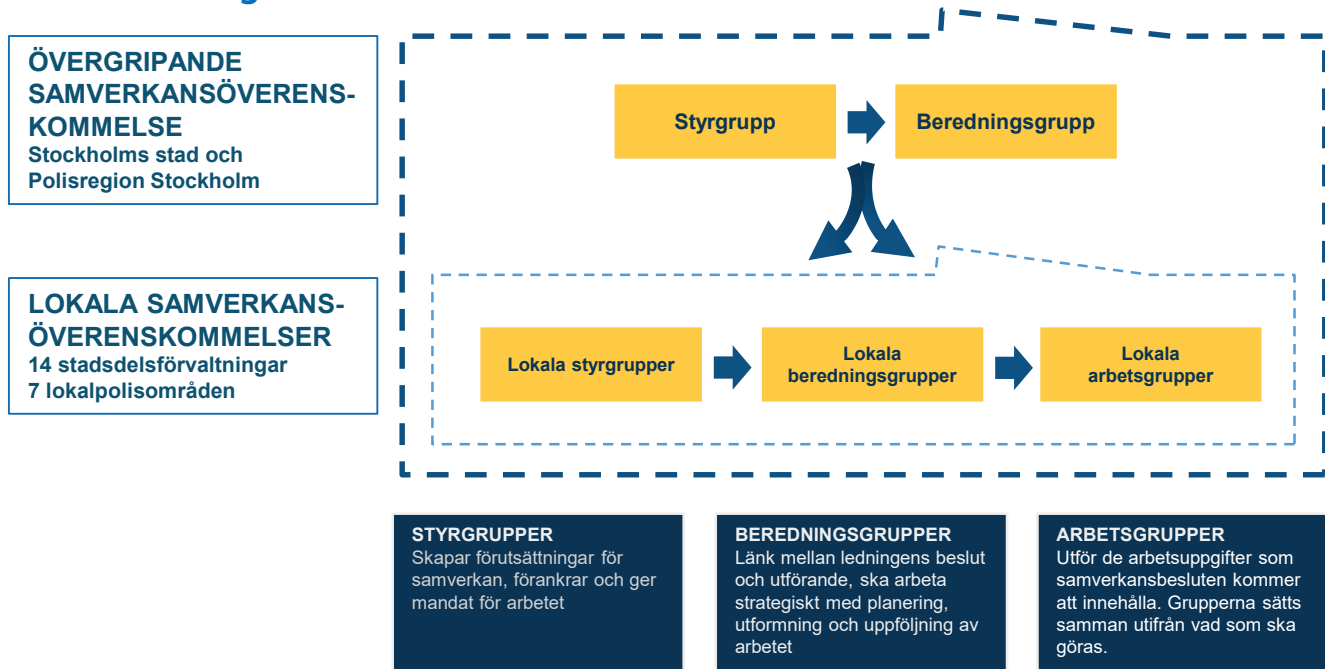 ÖVERGRIPANDE
SAMVERKANSÖVERENS-
KOMMELSE
Stockholms stad och
Polisregion Stockholm
Styrgrupp
Beredningsgrupp
LOKALA SAMVERKANS-
ÖVERENSKOMMELSER
14 stadsdelsförvaltningar
7 lokalpolisområden
Lokala styrgrupper
Lokala
beredningsgrupper
Lokala
arbetsgrupper
STYRGRUPPER
Skapar förutsättningar för
samverkan, förankrar och ger
mandat för arbetet
BEREDNINGSGRUPPER
Länk mellan ledningens beslut
och utförande, ska arbeta
strategiskt med planering,
utformning och uppföljning av
arbetet
ARBETSGRUPPER
Utför de arbetsuppgifter som
samverkansbesluten kommer
att innehålla. Grupperna sätts
samman utifrån vad som ska
göras.